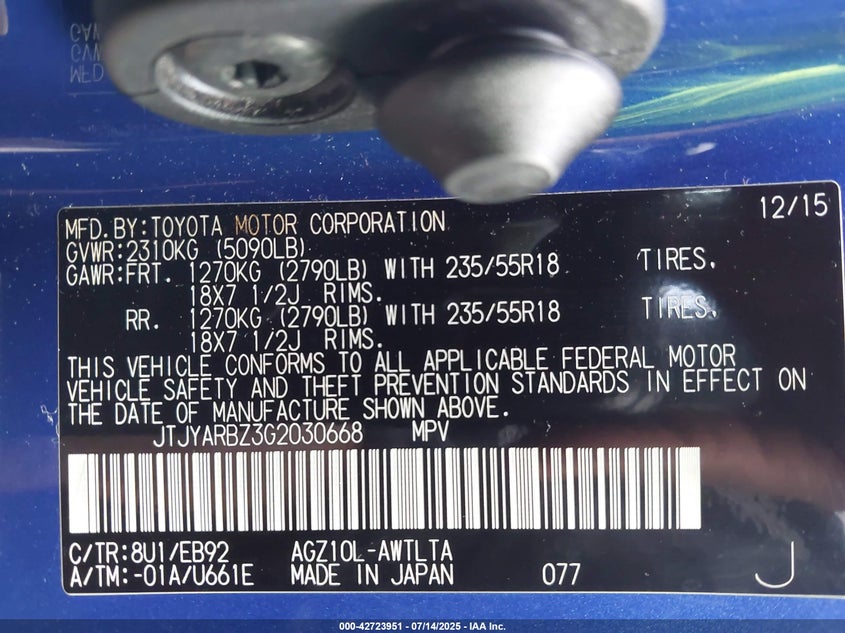 MFD.BY:TOYOTA MOTOR CORPORATION 12/15
GVWR:2310KG (5090LB)
GAWR:FRT. 1270KG (2790LB) WITH 235/55R18 TIRES.
18X7 1/2J RIMS.
RR. 1270KG (2790LB) WITH 235/55R18 TIRES.
18X7 1/2J RIMS.
THIS VEHICLE CONFORMS TO ALL APPLICABLE FEDERAL MOTOR
VEHICLE SAFETY AND THEFT PREVENTION STANDARDS IN EFFECT ON
THE DATE OF MANUFACTURE SHOWN ABOVE.
JTJYARBZ3G2030668 MPV
C/TR:8U1/EB92 AGZ10L-AWTLTA
A/TM:-01A/U661E MADE IN JAPAN 077 J
000-42723951 - 07/14/2025 - IAA Inc.